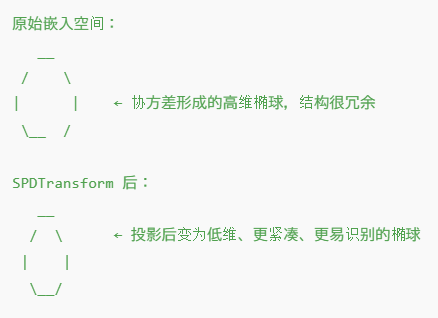 原始嵌入空间：
   __
 /    \
|      |    ← 协方差形成的高维椭球，结构很冗余
 \__  /

SPDTransform 后：
   __
  /  \      ← 投影后变为低维、更紧凑、更易识别的椭球
 |    |
  \__/